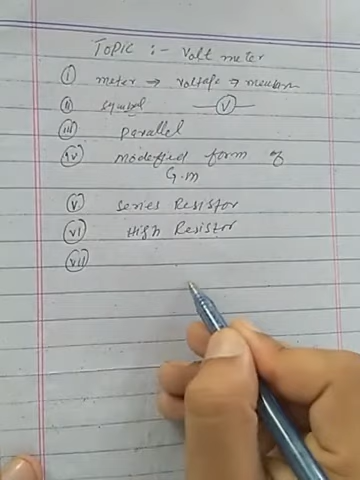 Topic :- Volt meter
(i) meter → voltage → measure
(ii) symbol —(V)—
(iii) Parallel
(iv) modefied form of
G.m
(v) series Resistor
(vi) High Resistor
(vii)